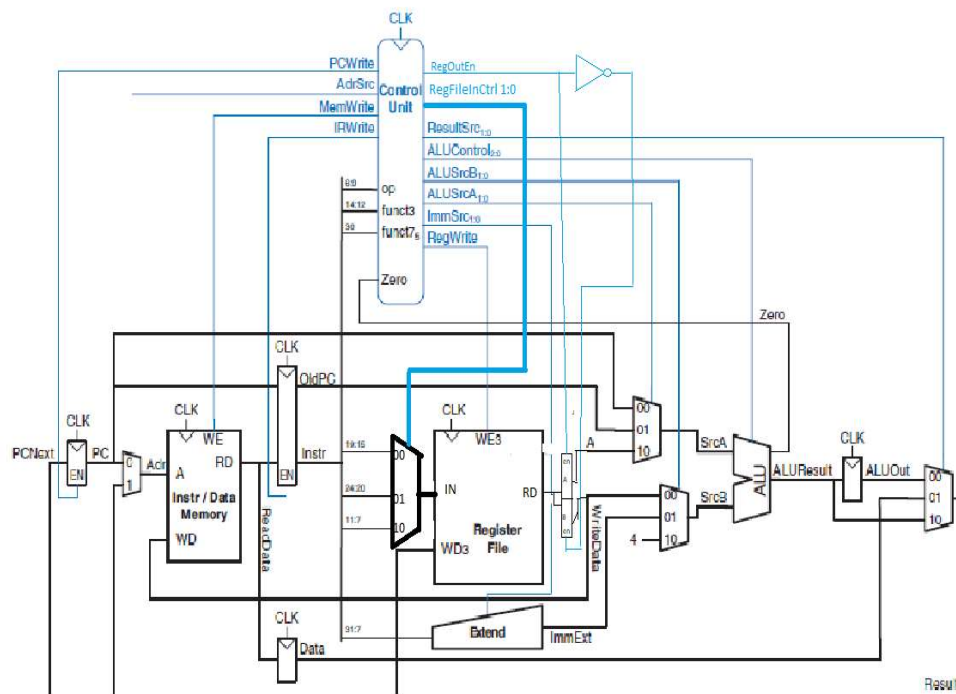 CLK
PCWrite
RegOutEn
AdrSrc
Control
Unit
RegFileInCtrl 1:0
MemWrite
IRWrite
ResultSrc1:0
ALUControl2:0
ALUSrcB1:0
ALUSrcA1:0
ImmSrc1:0
RegWrite
6:0
op
14:12
funct3
30
funct75
Zero
Zero
CLK
OldPC
CLK
CLK
CLK
CLK
PCNext
PC
EN
0
1
Adr
WE
RD
A
Instr / Data
Memory
WD
ReadData
EN
Instr
19:15
24:20
11:7
00
01
10
IN
WE3
RD
WD3
Register
File
A
B
A
WriteData
00
01
10
SrcA
00
01
10
4
SrcB
ALU
ALUResult
ALUOut
00
01
10
31:7
Extend
ImmExt
CLK
Data
Result